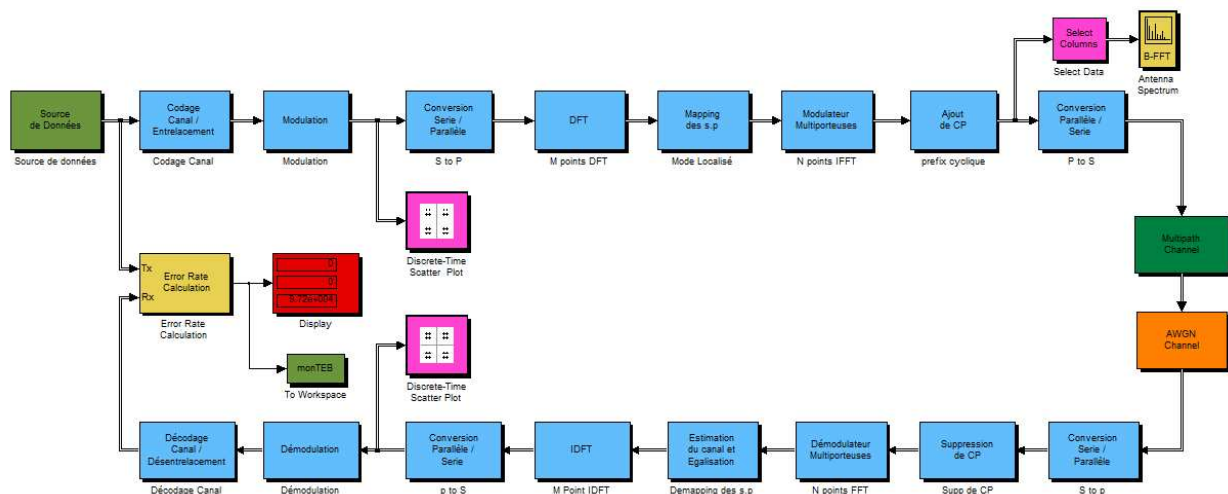 Select
Columns
Select Data
B-FFT
Antenna
Spectrum
Source
de Données
Source de données
Codage
Canal /
Entrelacement
Codage Canal
Modulation
Modulation
Conversion
Serie /
Parallèle
S to P
DFT
M points DFT
Mapping
des s.p
Mode Localisé
Modulateur
Multiporteuses
N points IFFT
Ajout
de CP
prefix cyclique
Conversion
Parallèle /
Serie
P to S
Discrete-Time
Scatter Plot
Multipath
Channel
Tx
Rx
Error Rate
Calculation
Error Rate
Calculation
0
0
9.72e+004
Display
AWGN
Channel
monTEB
To Workspace
Discrete-Time
Scatter Plot
Décodage
Canal /
Désentrelacement
Décodage Canal
Démodulation
Démodulation
Conversion
Parallèle /
Serie
p to S
IDFT
M Point IDFT
Estimation
du canal et
Egalisation
Demapping des s.p
Démodulateur
Multiporteuses
N points FFT
Suppression
de CP
Supp de CP
Conversion
Serie /
Parallèle
S to p